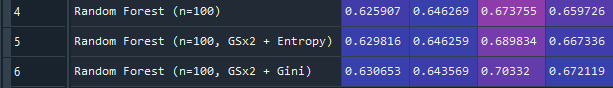 4 Random Forest (n=100) 0.625907 0.646269 0.673755 0.659726
5 Random Forest (n=100, GSx2 + Entropy) 0.629816 0.646259 0.689834 0.667336
6 Random Forest (n=100, GSx2 + Gini) 0.630653 0.643569 0.70332 0.672119